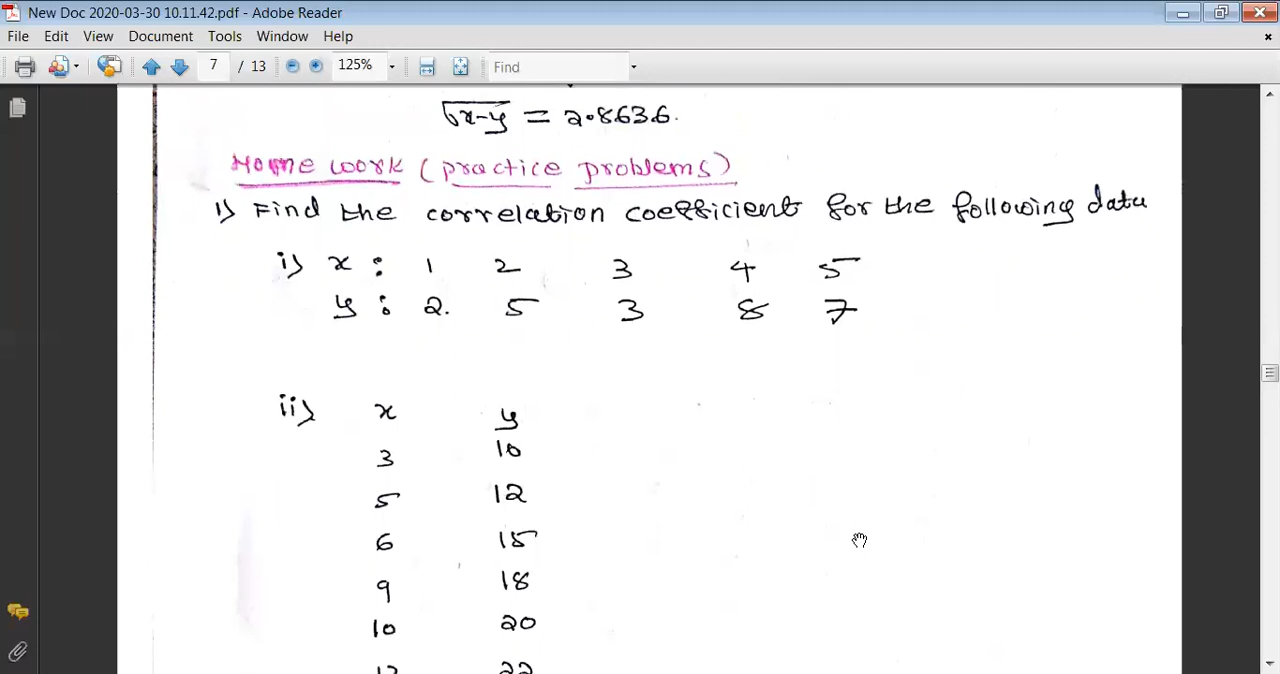 New Doc 2020-03-30 10.11.42.pdf - Adobe Reader
File Edit View Document Tools Window Help
7 / 13 125% Find
σx-y = 2.8636.
Home work (practice problems)
1) Find the correlation coefficient for the following data
i) x : 1 2 3 4 5
y : 2. 5 3 8 7
ii) x y
3 10
5 12
6 15
9 18
10 20
12 22